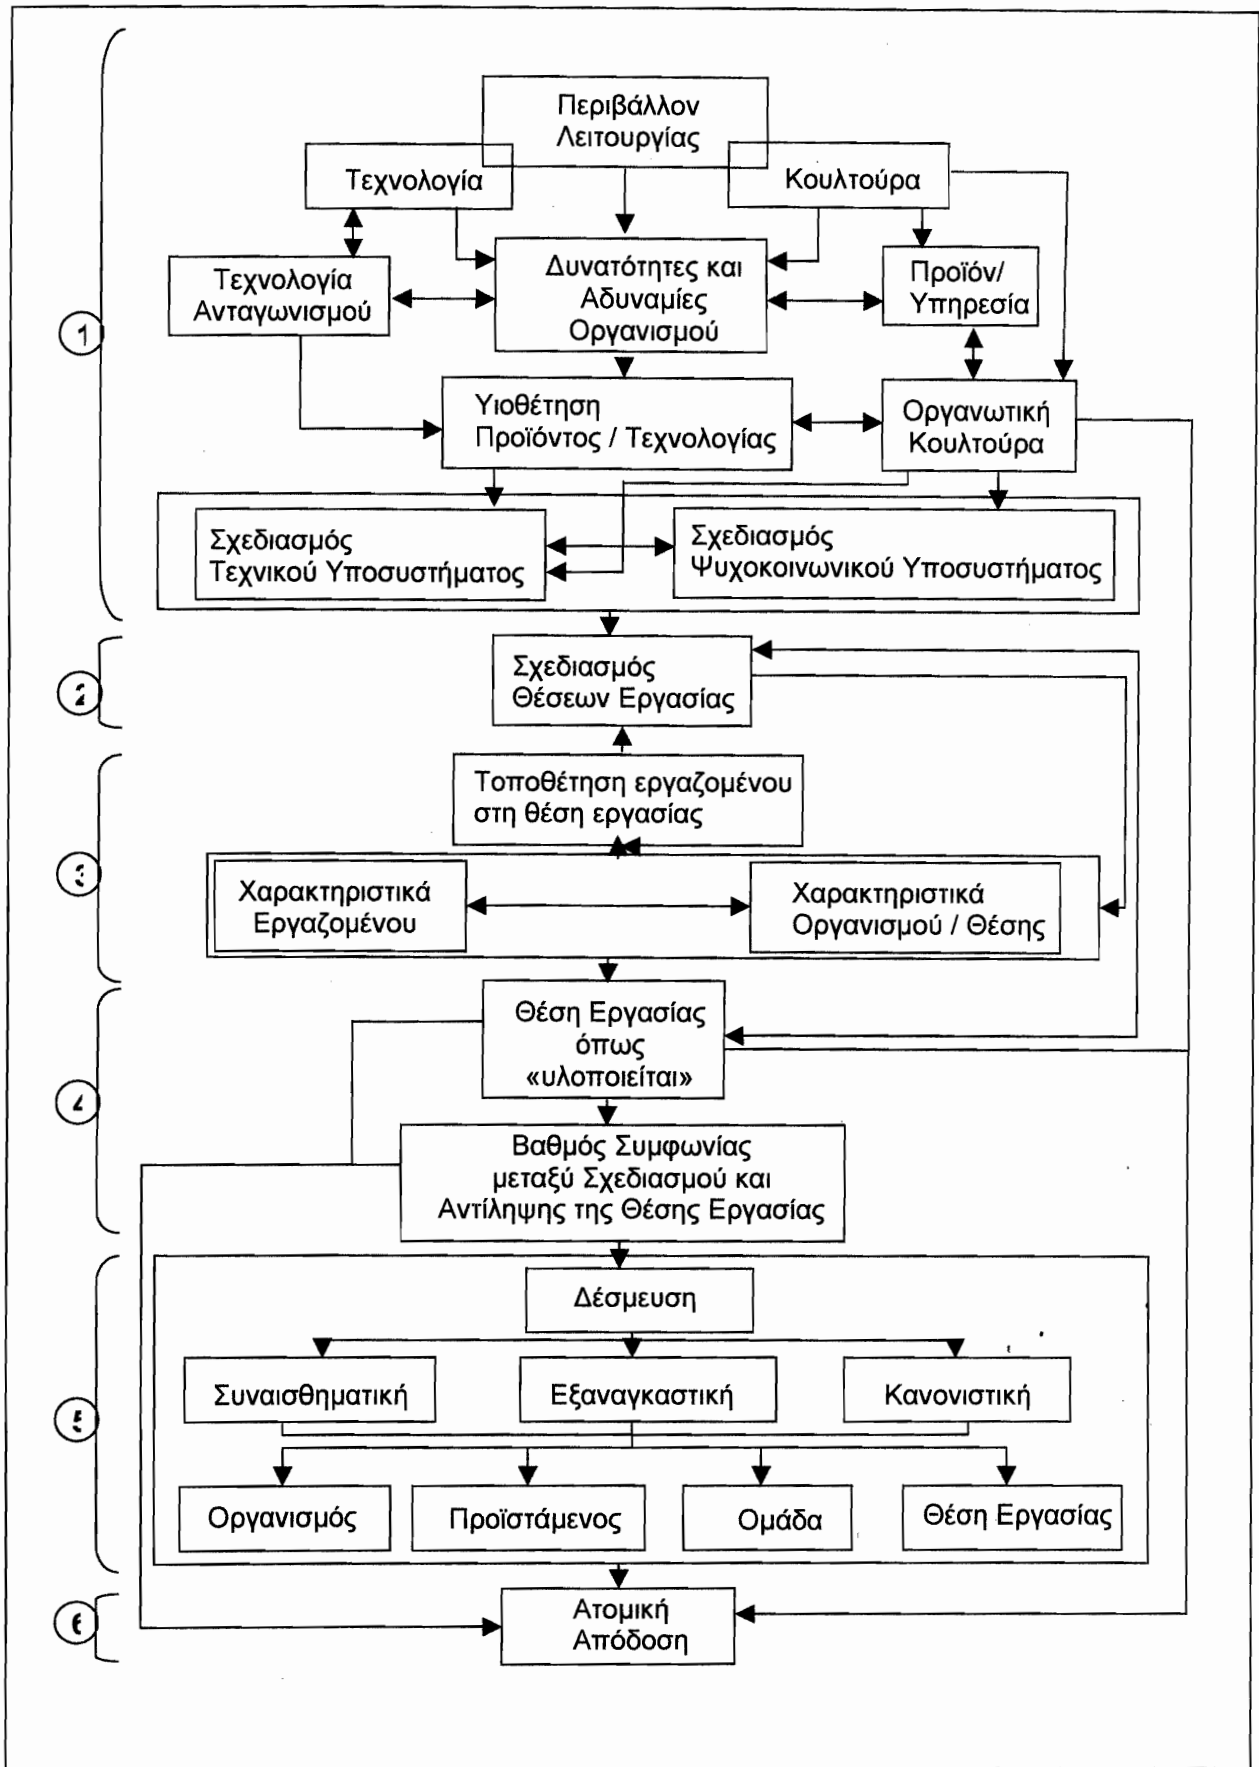 Περιβάλλον
Λειτουργίας
Τεχνολογία
Κουλτούρα
Τεχνολογία
Ανταγωνισμού
Δυνατότητες και
Αδυναμίες
Οργανισμού
Προϊόν/
Υπηρεσία
1
Υιοθέτηση
Προϊόντος / Τεχνολογίας
Οργανωτική
Κουλτούρα
Σχεδιασμός
Τεχνικού Υποσυστήματος
Σχεδιασμός
Ψυχοκοινωνικού Υποσυστήματος
2
Σχεδιασμός
Θέσεων Εργασίας
Τοποθέτηση εργαζομένου
στη θέση εργασίας
3
Χαρακτηριστικά
Εργαζομένου
Χαρακτηριστικά
Οργανισμού / Θέσης
Θέση Εργασίας
όπως
«υλοποιείται»
4
Βαθμός Συμφωνίας
μεταξύ Σχεδιασμού και
Αντίληψης της Θέσης Εργασίας
Δέσμευση
5
Συναισθηματική
Εξαναγκαστική
Κανονιστική
Οργανισμός
Προϊστάμενος
Ομάδα
Θέση Εργασίας
6
Ατομική
Απόδοση